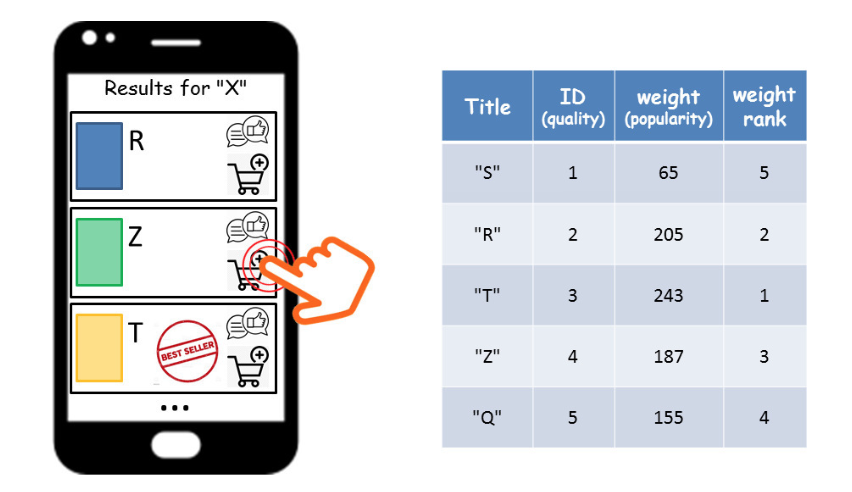 Results for "X"
R
Z
T
BEST SELLER
...
Title
ID
(quality)
weight
(popularity)
weight
rank
"S" 1 65 5
"R" 2 205 2
"T" 3 243 1
"Z" 4 187 3
"Q" 5 155 4